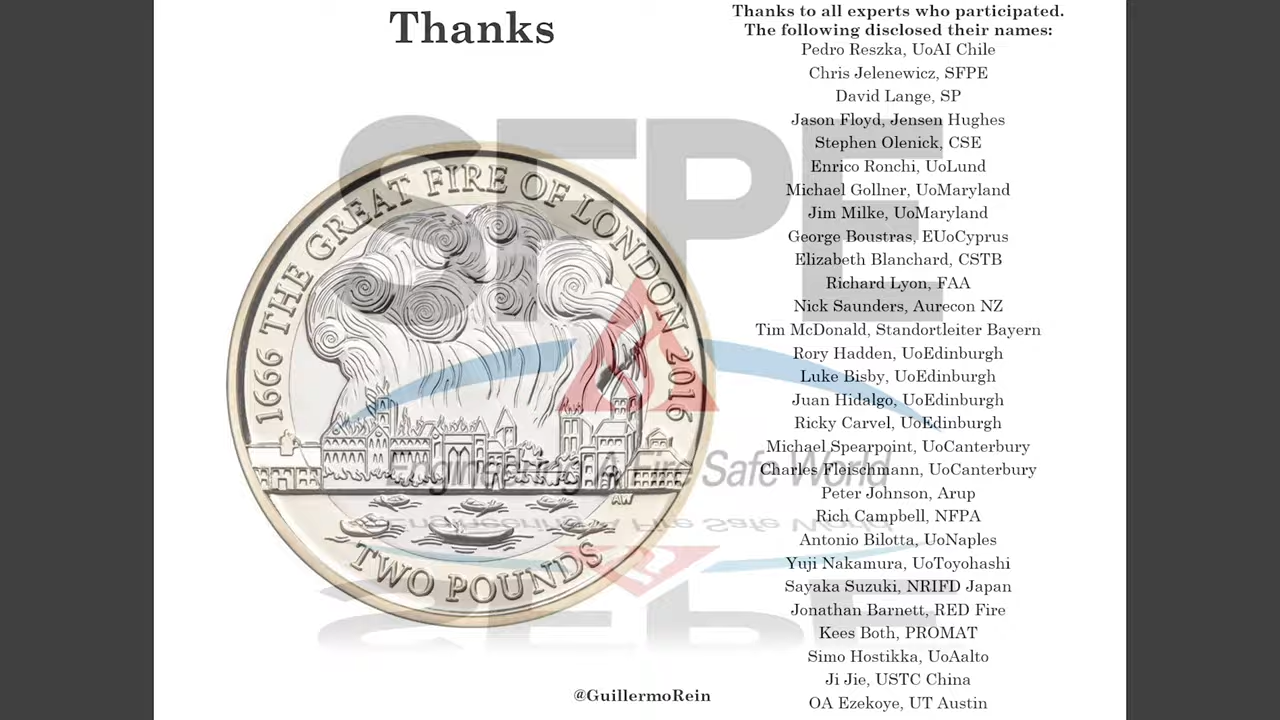 Thanks
Thanks to all experts who participated.
The following disclosed their names:
Pedro Reszka, UoAI Chile
Chris Jelenewicz, SFPE
David Lange, SP
Jason Floyd, Jensen Hughes
Stephen Olenick, CSE
Enrico Ronchi, UoLund
Michael Gollner, UoMaryland
Jim Milke, UoMaryland
George Boustras, EUoCyprus
Elizabeth Blanchard, CSTB
Richard Lyon, FAA
Nick Saunders, Aurecon NZ
Tim McDonald, Standortleiter Bayern
Rory Hadden, UoEdinburgh
Luke Bisby, UoEdinburgh
Juan Hidalgo, UoEdinburgh
Ricky Carvel, UoEdinburgh
Michael Spearpoint, UoCanterbury
Charles Fleischmann, UoCanterbury
Peter Johnson, Arup
Rich Campbell, NFPA
Antonio Bilotta, UoNaples
Yuji Nakamura, UoToyohashi
Sayaka Suzuki, NRIFD Japan
Jonathan Barnett, RED Fire
Kees Both, PROMAT
Simo Hostikka, UoAalto
Ji Jie, USTC China
OA Ezekoye, UT Austin
1666 THE GREAT FIRE OF LONDON 2016
AW
TWO POUNDS
SFPE
Engineering A Fire Safe World
@GuillermoRein